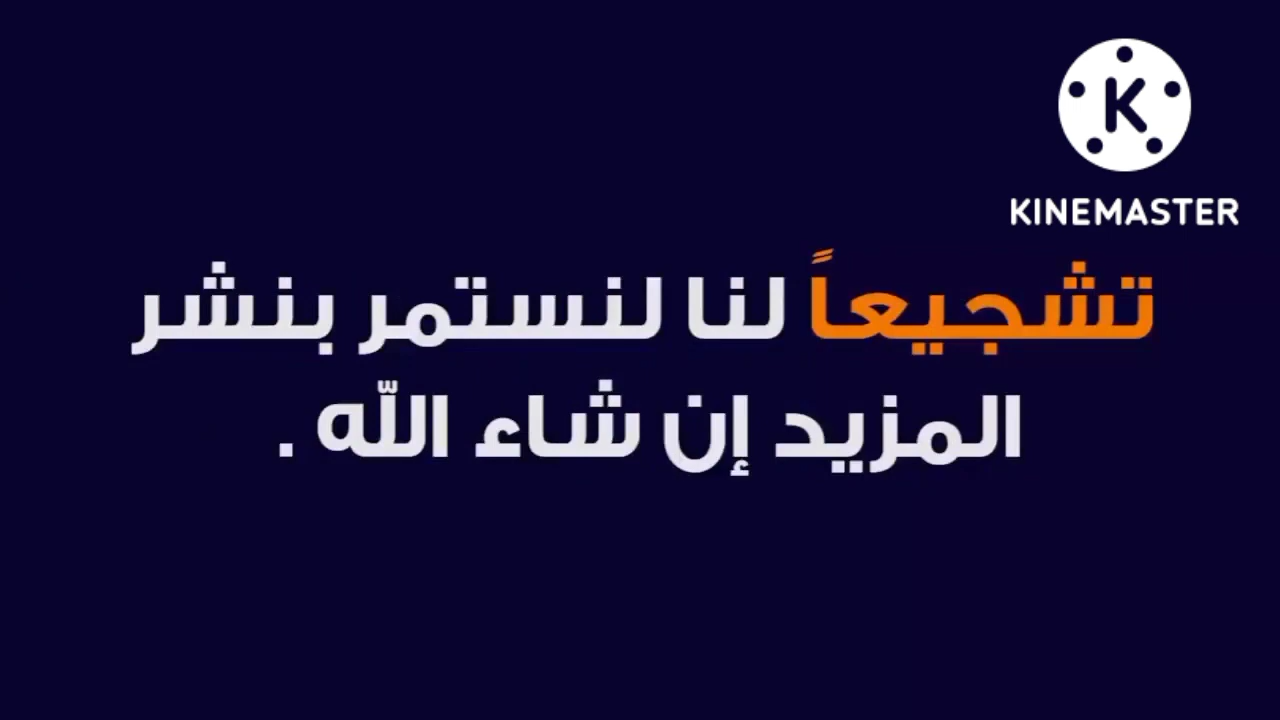 KINEMASTER
تشجيعاً لنا لنستمر بنشر
المزيد إن شاء اللّه .